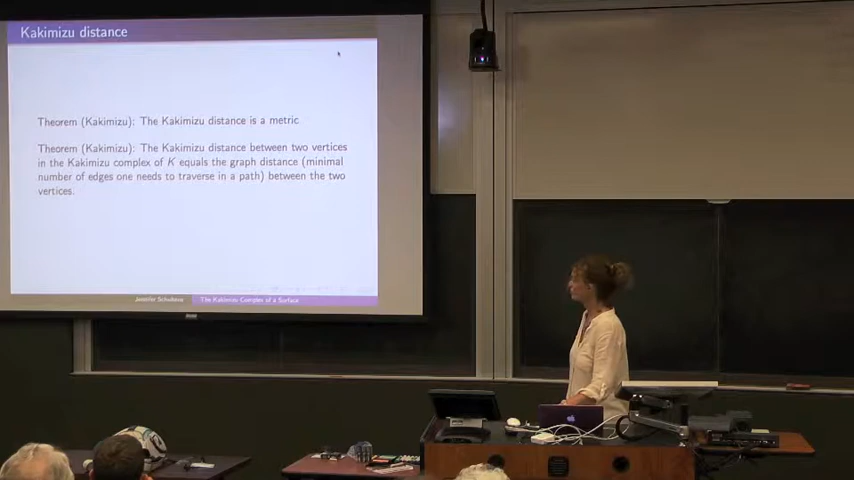 Kakimizu distance
Theorem (Kakimizu): The Kakimizu distance is a metric
Theorem (Kakimizu): The Kakimizu distance between two vertices
in the Kakimizu complex of K equals the graph distance (minimal
number of edges one needs to traverse in a path) between the two
vertices.
Jennifer Schultens The Kakimizu Complex of a Surface